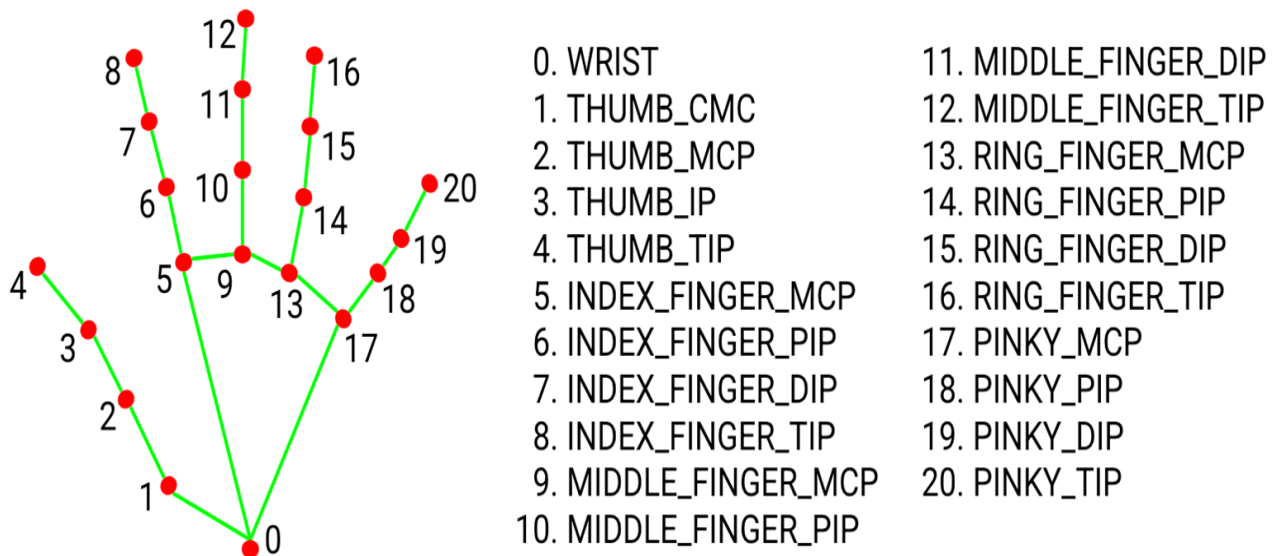 12
8
16
11
7
15
10
6
14
20
19
5
9
13
18
4
17
3
2
1
0
0. WRIST
1. THUMB_CMC
2. THUMB_MCP
3. THUMB_IP
4. THUMB_TIP
5. INDEX_FINGER_MCP
6. INDEX_FINGER_PIP
7. INDEX_FINGER_DIP
8. INDEX_FINGER_TIP
9. MIDDLE_FINGER_MCP
10. MIDDLE_FINGER_PIP
11. MIDDLE_FINGER_DIP
12. MIDDLE_FINGER_TIP
13. RING_FINGER_MCP
14. RING_FINGER_PIP
15. RING_FINGER_DIP
16. RING_FINGER_TIP
17. PINKY_MCP
18. PINKY_PIP
19. PINKY_DIP
20. PINKY_TIP